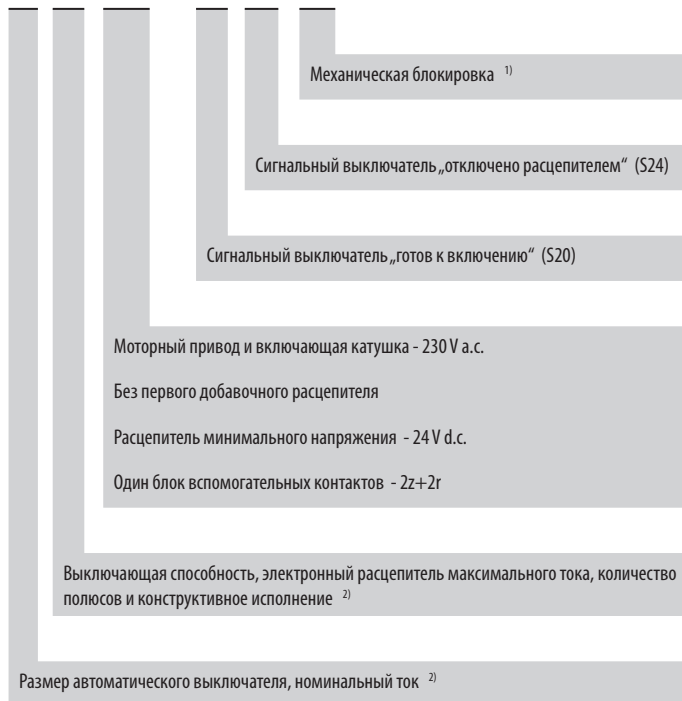 Механическая блокировка 1)
Сигнальный выключатель „отключено расцепителем“ (S24)
Сигнальный выключатель „готов к включению“ (S20)
Моторный привод и включающая катушка - 230 V a.c.
Без первого добавочного расцепителя
Расцепитель минимального напряжения - 24 V d.c.
Один блок вспомогательных контактов - 2z+2r
Выключающая способность, электронный расцепитель максимального тока, количество
полюсов и конструктивное исполнение 2)
Размер автоматического выключателя, номинальный ток 2)